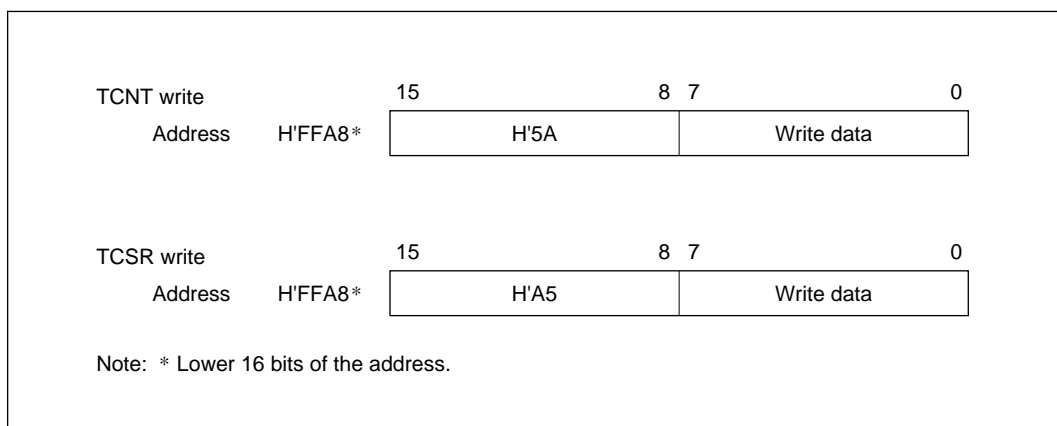 TCNT write 15 8 7 0
Address H'FFA8* H'5A Write data
TCSR write 15 8 7 0
Address H'FFA8* H'A5 Write data
Note: * Lower 16 bits of the address.